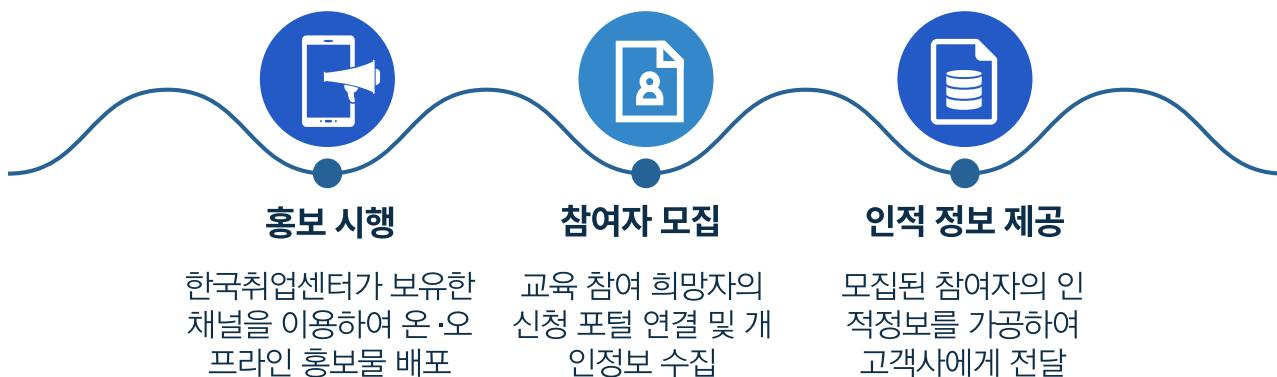 홍보 시행
한국취업센터가 보유한
채널을 이용하여 온·오
프라인 홍보물 배포
참여자 모집
교육 참여 희망자의
신청 포털 연결 및 개
인정보 수집
인적 정보 제공
모집된 참여자의 인
적정보를 가공하여
고객사에게 전달